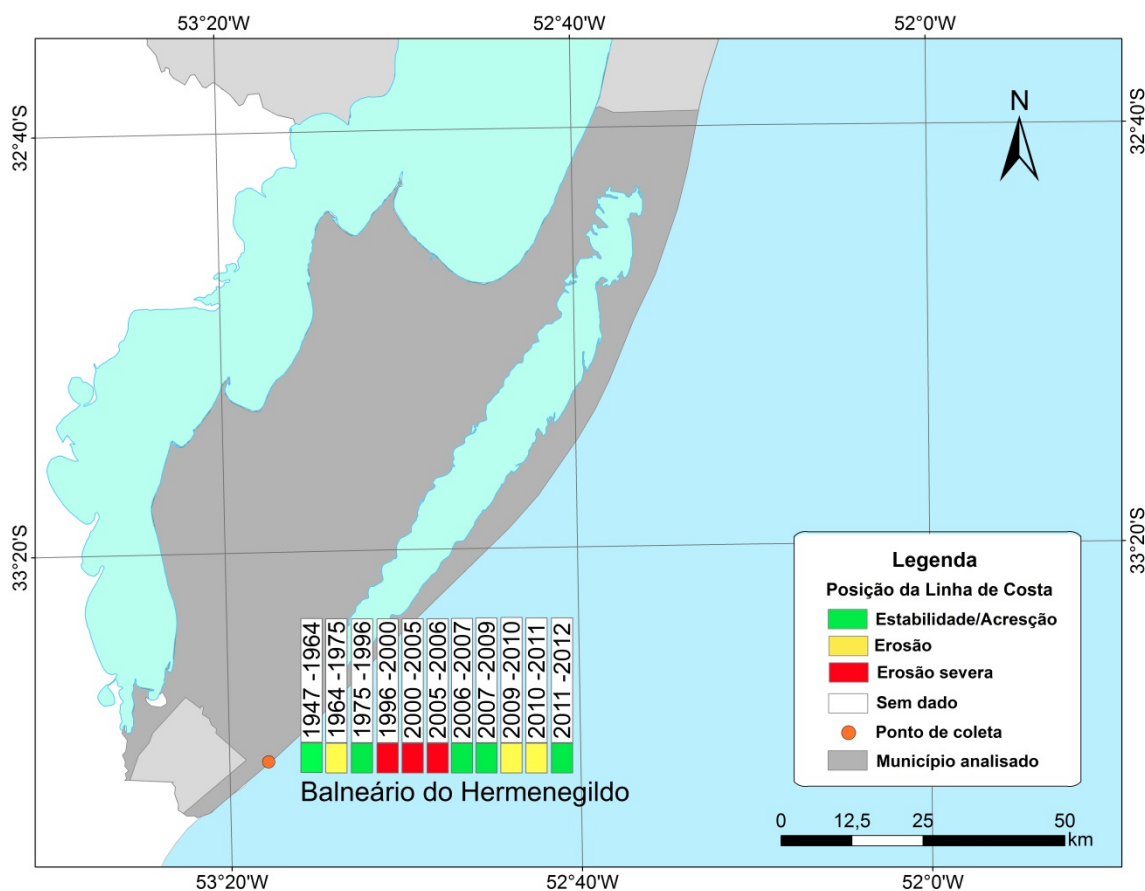 53°20'W 52°40'W 52°0'W
32°40'S
32°40'S
N
33°20'S
33°20'S
Legenda
Posição da Linha de Costa
Estabilidade/Acresção
Erosão
Erosão severa
Sem dado
Ponto de coleta
Município analisado
1947 -1964
1964 -1975
1975 -1996
1996 -2000
2000 -2005
2005 -2006
2006 -2007
2007 -2009
2009 -2010
2010 -2011
2011 -2012
Balneário do Hermenegildo
0 12,5 25 50
km
53°20'W 52°40'W 52°0'W